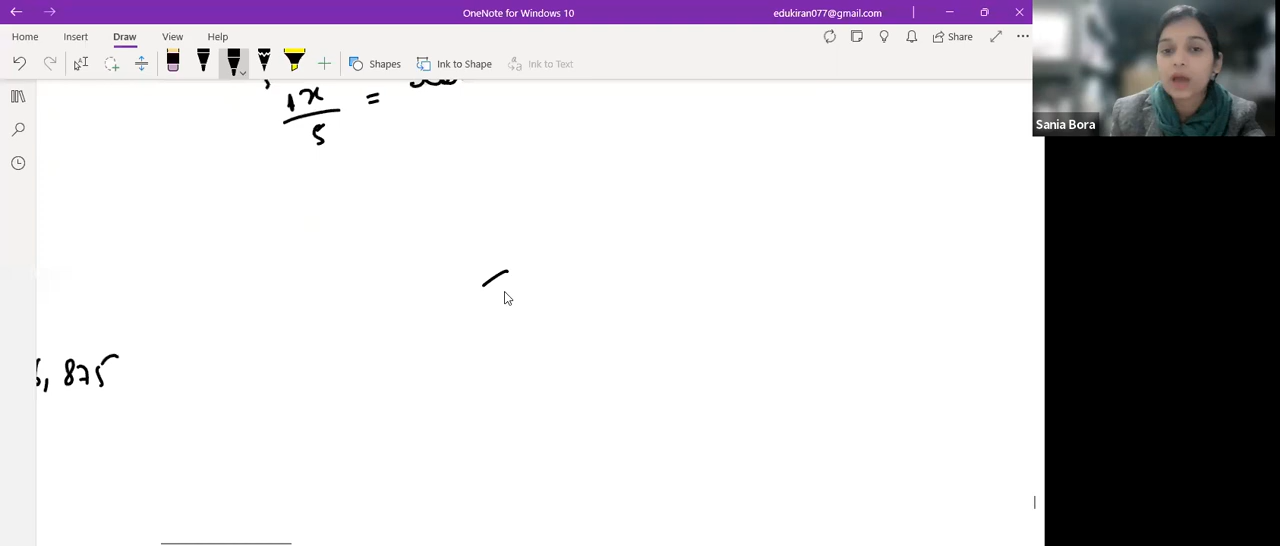 OneNote for Windows 10
edukiran077@gmail.com
Home Insert Draw View Help
Share
Shapes Ink to Shape Ink to Text
Sania Bora
1x =
5
, 875